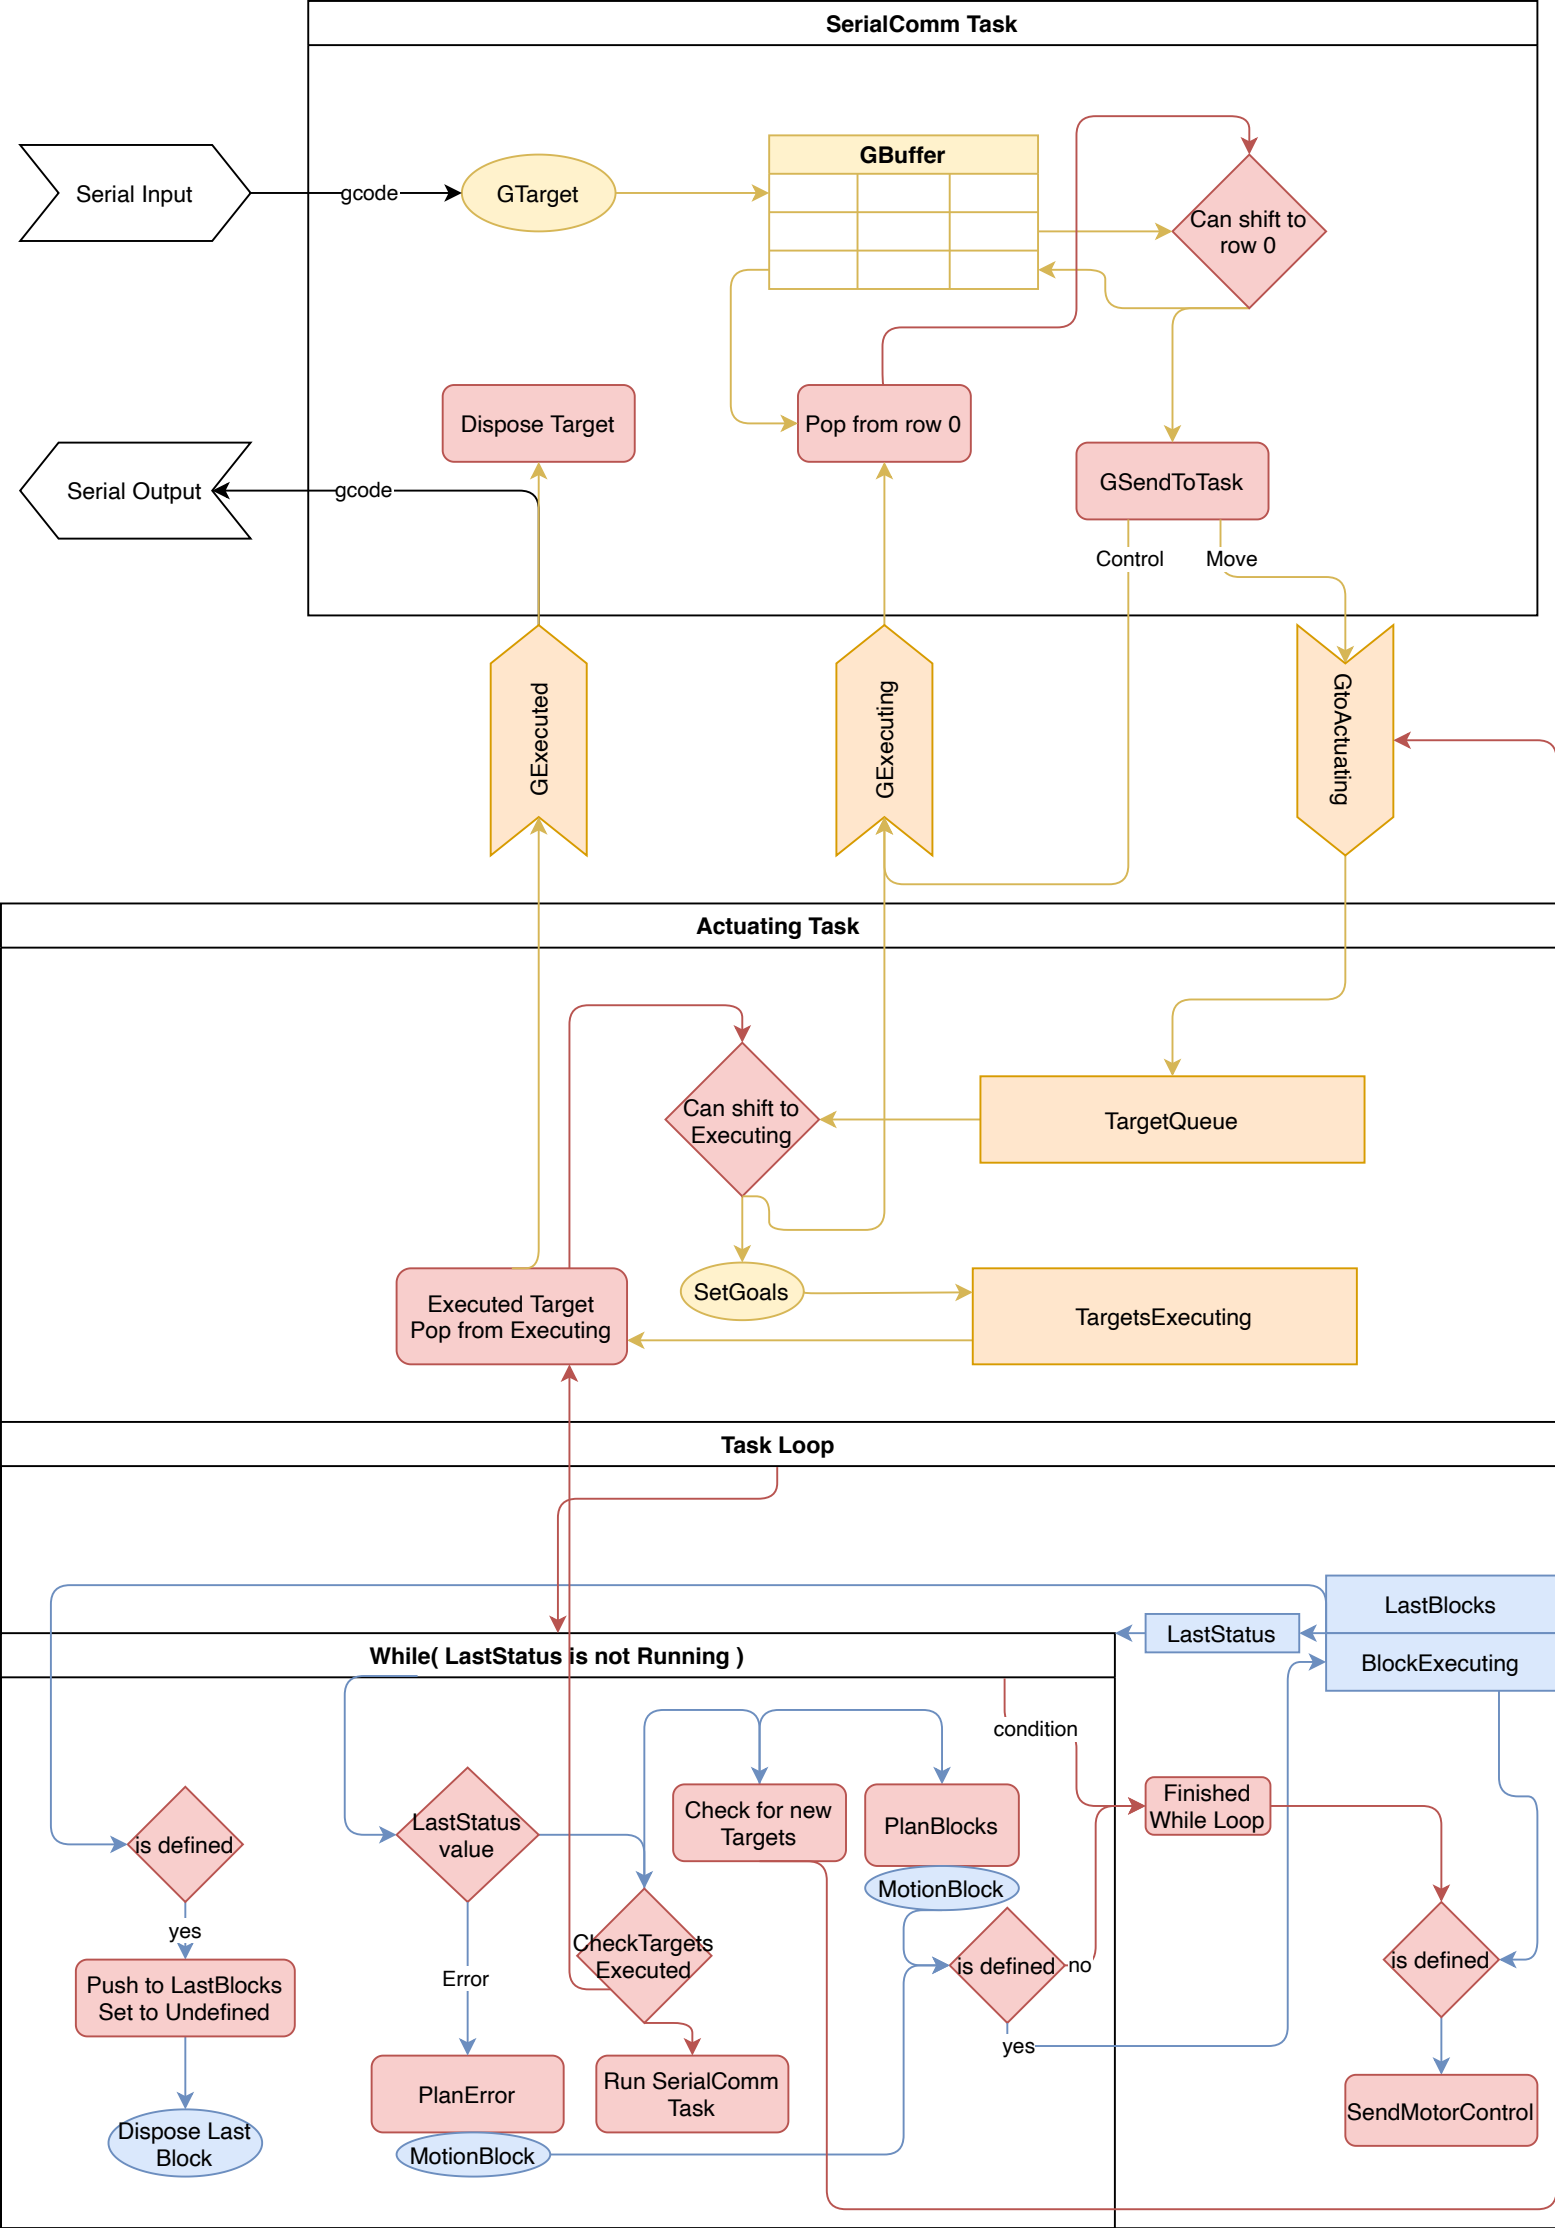 SerialComm Task
GBuffer
Serial Input
gcode
GTarget
Can shift to
row 0
Dispose Target
Pop from row 0
Serial Output
gcode
GSendToTask
Control
Move
GExecuted
GExecuting
GtoActuating
Actuating Task
Can shift to
Executing
TargetQueue
SetGoals
Executed Target
Pop from Executing
TargetsExecuting
Task Loop
LastBlocks
LastStatus
While( LastStatus is not Running )
BlockExecuting
condition
Finished
While Loop
Check for new
Targets
PlanBlocks
LastStatus
value
is defined
MotionBlock
yes
CheckTargets
Executed
is defined
no
is defined
Push to LastBlocks
Set to Undefined
Error
yes
PlanError
Run SerialComm
Task
SendMotorControl
Dispose Last
Block
MotionBlock